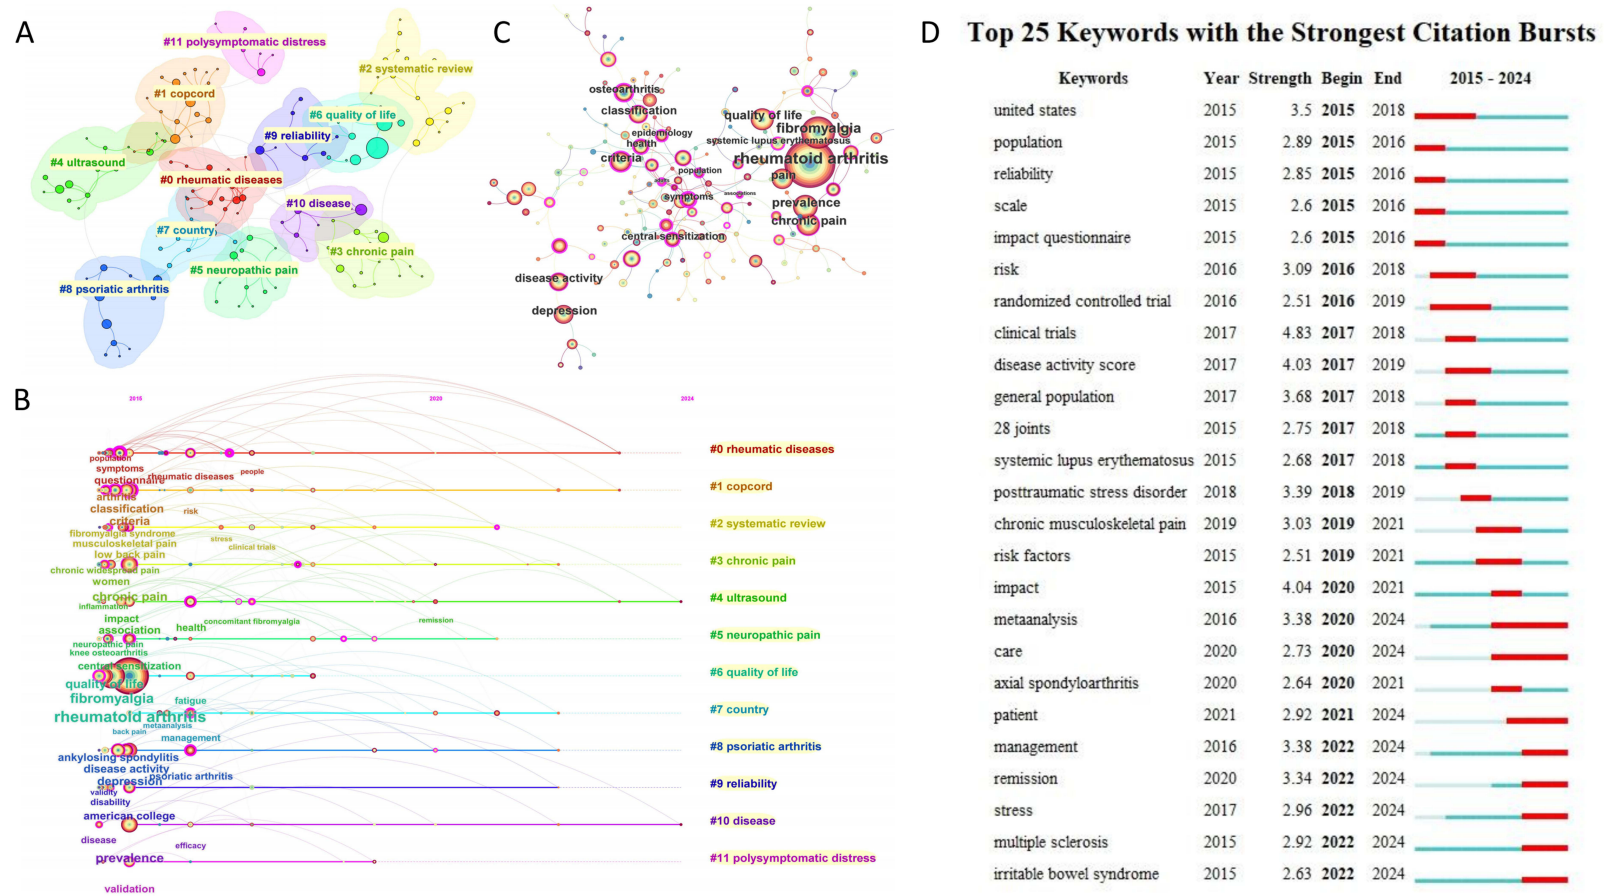 A
#11 polysymptomatic distress
#2 systematic review
#1 copcord
#6 quality of life
#9 reliability
#4 ultrasound
#0 rheumatic diseases
#10 disease
#7 country
#3 chronic pain
#5 neuropathic pain
#8 psoriatic arthritis
C
osteoarthritis
classification
quality of life
fibromyalgia
epidemiology
health
systemic lupus erythematosus
criteria
rheumatoid arthritis
population
pain
symptoms
associations
prevalence
chronic pain
central sensitization
disease activity
depression
B
2016
2020
2024
#0 rheumatic diseases
population
symptoms
people
questionnaire
rheumatic diseases
#1 copcord
arthritis
classification
risk
criteria
#2 systematic review
fibromyalgia syndrome
stress
musculoskeletal pain
clinical trials
low back pain
#3 chronic pain
chronic widespread pain
women
chronic pain
#4 ultrasound
inflammation
impact
concomitant fibromyalgia
remission
association
health
#5 neuropathic pain
neuropathic pain
knee osteoarthritis
central sensitization
#6 quality of life
quality of life
fibromyalgia
fatigue
#7 country
rheumatoid arthritis
metaanalysis
back pain
management
#8 psoriatic arthritis
ankylosing spondylitis
disease activity
psoriatic arthritis
depression
#9 reliability
validity
disability
american college
#10 disease
disease
efficacy
prevalence
#11 polysymptomatic distress
validation
D
Top 25 Keywords with the Strongest Citation Bursts
Keywords Year Strength Begin End 2015 - 2024
united states 2015 3.5 2015 2018
population 2015 2.89 2015 2016
reliability 2015 2.85 2015 2016
scale 2015 2.6 2015 2016
impact questionnaire 2015 2.6 2015 2016
risk 2016 3.09 2016 2018
randomized controlled trial 2016 2.51 2016 2019
clinical trials 2017 4.83 2017 2018
disease activity score 2017 4.03 2017 2019
general population 2017 3.68 2017 2018
28 joints 2015 2.75 2017 2018
systemic lupus erythematosus 2015 2.68 2017 2018
posttraumatic stress disorder 2018 3.39 2018 2019
chronic musculoskeletal pain 2019 3.03 2019 2021
risk factors 2015 2.51 2019 2021
impact 2015 4.04 2020 2021
metaanalysis 2016 3.38 2020 2024
care 2020 2.73 2020 2024
axial spondyloarthritis 2020 2.64 2020 2021
patient 2021 2.92 2021 2024
management 2016 3.38 2022 2024
remission 2020 3.34 2022 2024
stress 2017 2.96 2022 2024
multiple sclerosis 2015 2.92 2022 2024
irritable bowel syndrome 2015 2.63 2022 2024